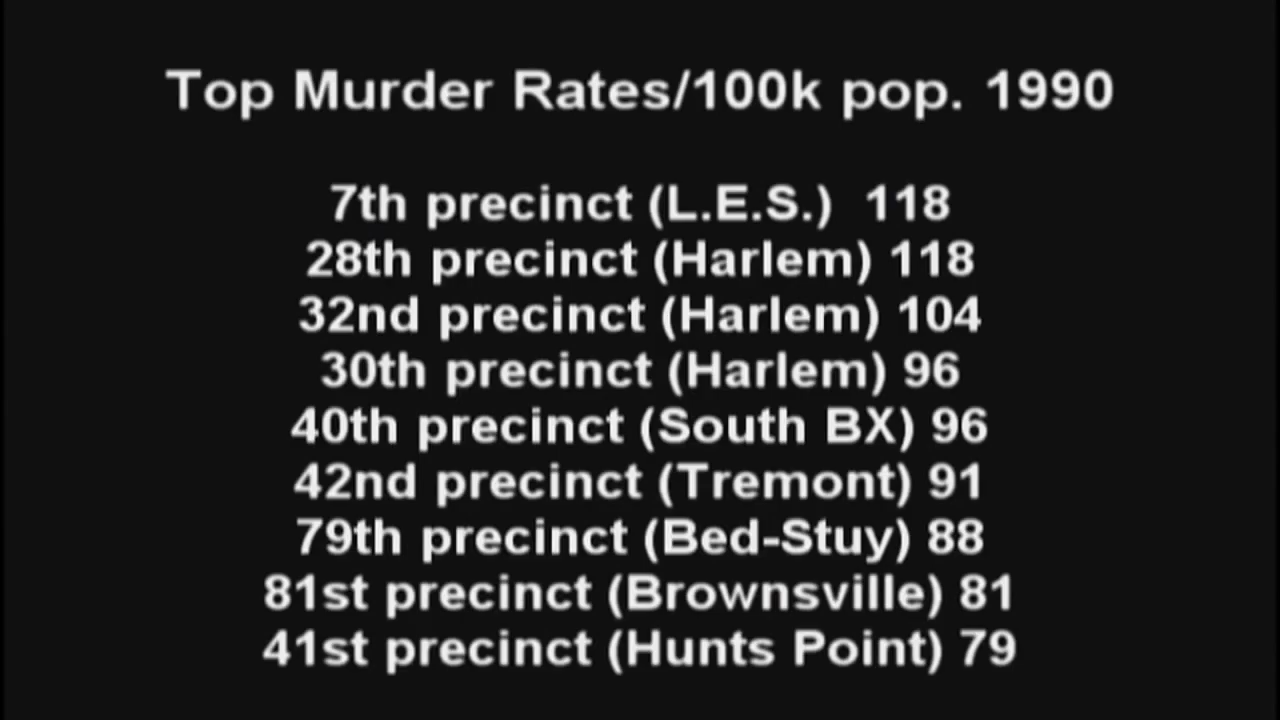 Top Murder Rates/100k pop. 1990
7th precinct (L.E.S.)  118
28th precinct (Harlem) 118
32nd precinct (Harlem) 104
30th precinct (Harlem) 96
40th precinct (South BX) 96
42nd precinct (Tremont) 91
79th precinct (Bed-Stuy) 88
81st precinct (Brownsville) 81
41st precinct (Hunts Point) 79